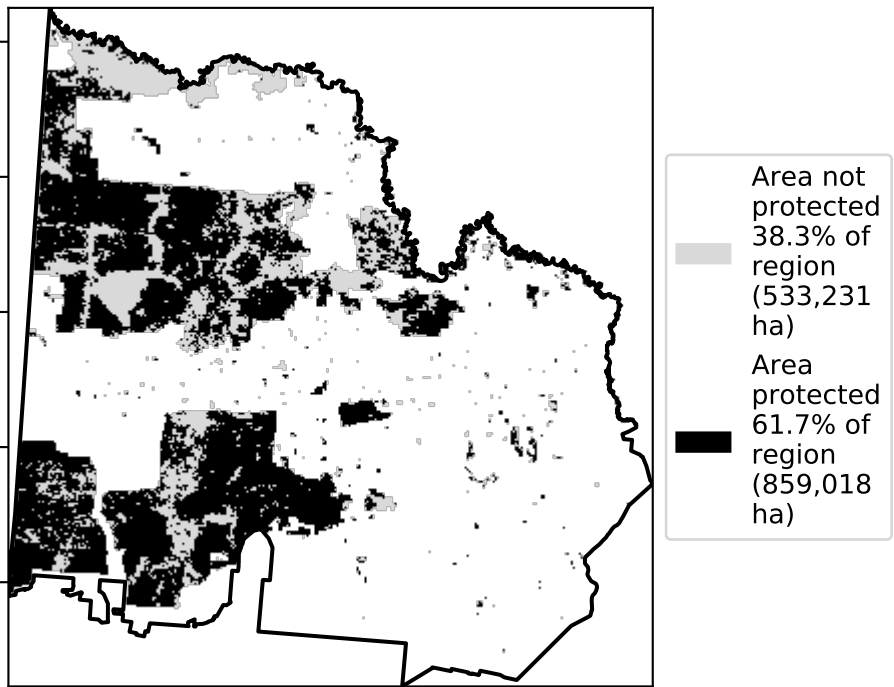 Area not
protected
38.3% of
region
(533,231
ha)
Area
protected
61.7% of
region
(859,018
ha)